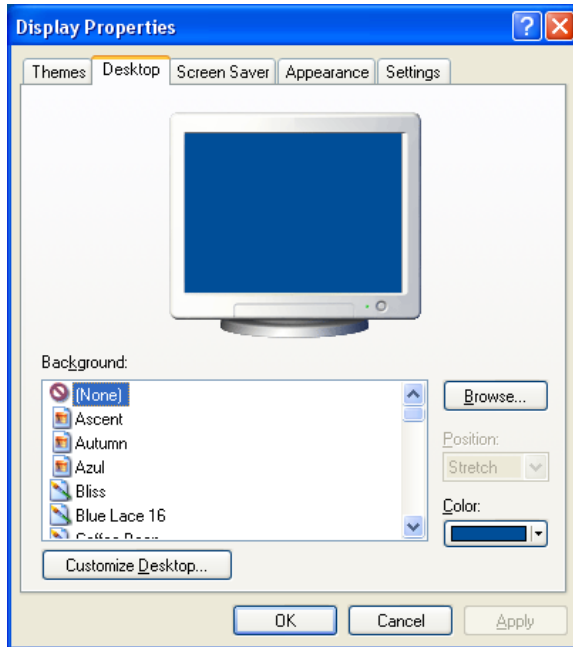 Display Properties
Themes Desktop Screen Saver Appearance Settings
Background:
(None)
Ascent
Autumn
Azul
Bliss
Blue Lace 16
Browse...
Position:
Stretch
Color:
Customize Desktop...
OK Cancel Apply